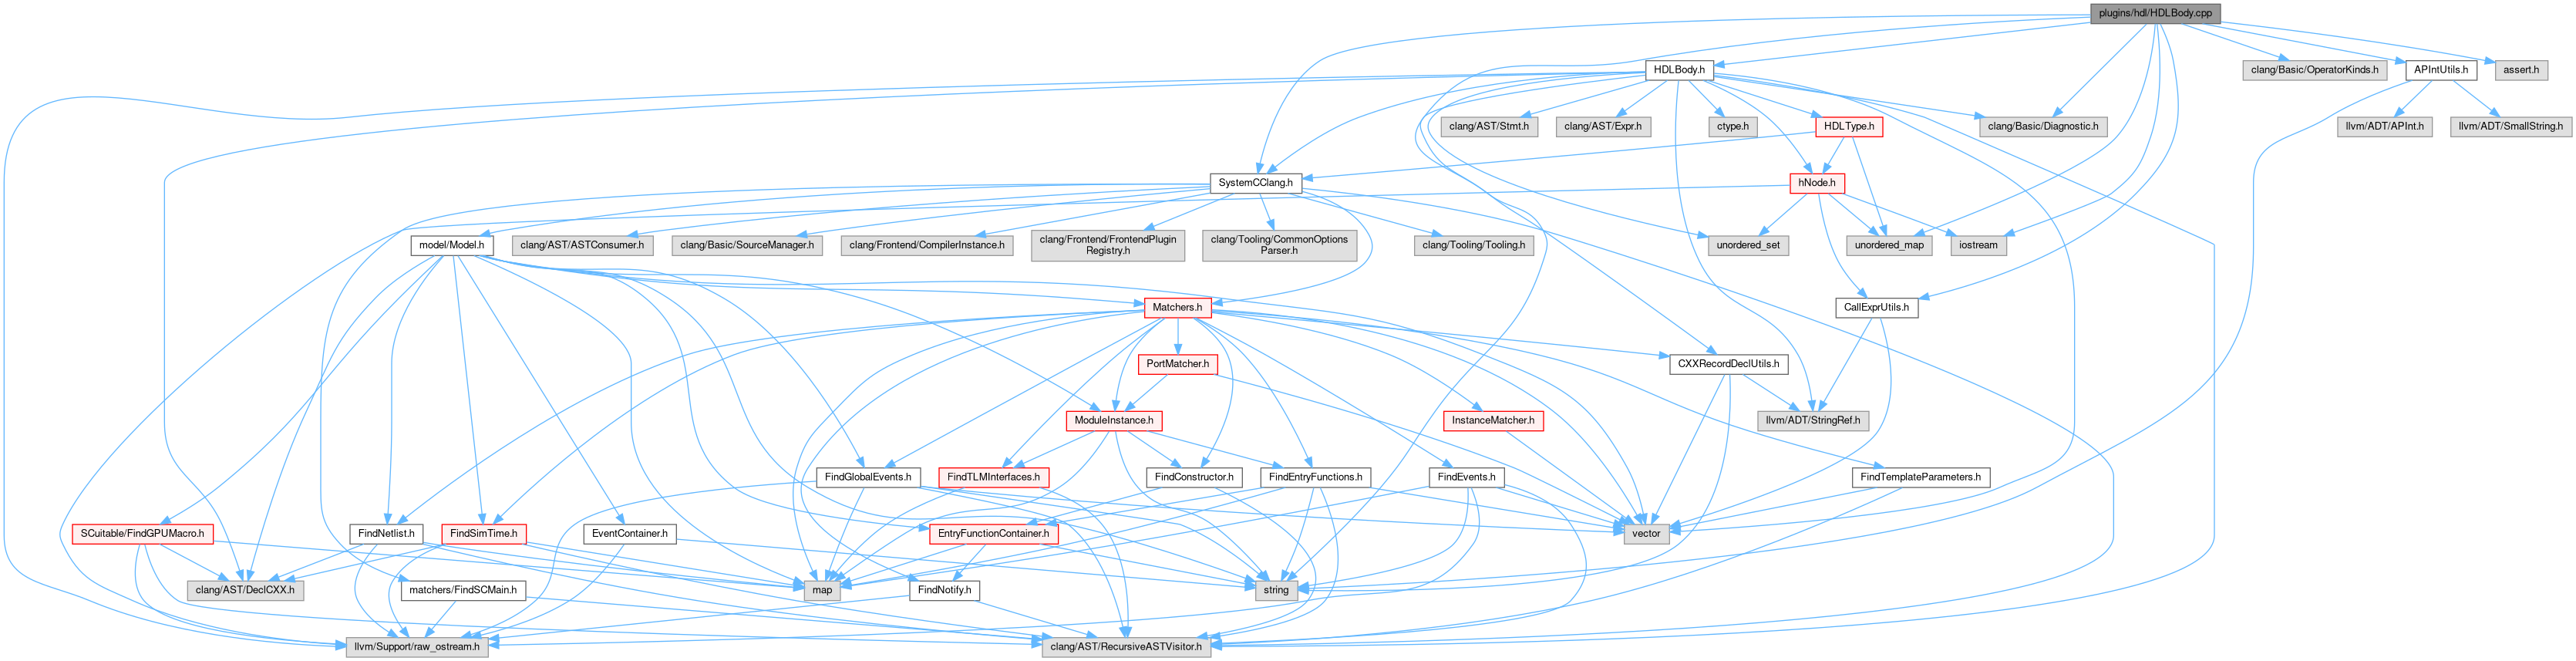 plugins/hdl/HDLBody.cpp
HDLBody.h
clang/Basic/OperatorKinds.h
APIntUtils.h
assert.h
clang/AST/Stmt.h
clang/AST/Expr.h
ctype.h
HDLType.h
clang/Basic/Diagnostic.h
llvm/ADT/APInt.h
llvm/ADT/SmallString.h
SystemCClang.h
hNode.h
model/Model.h
clang/AST/ASTConsumer.h
clang/Basic/SourceManager.h
clang/Frontend/CompilerInstance.h
clang/Frontend/FrontendPlugin
Registry.h
clang/Tooling/CommonOptions
Parser.h
clang/Tooling/Tooling.h
unordered_set
unordered_map
iostream
Matchers.h
CallExprUtils.h
PortMatcher.h
CXXRecordDeclUtils.h
ModuleInstance.h
InstanceMatcher.h
llvm/ADT/StringRef.h
FindGlobalEvents.h
FindTLMInterfaces.h
FindConstructor.h
FindEntryFunctions.h
FindEvents.h
FindTemplateParameters.h
SCuitable/FindGPUMacro.h
FindNetlist.h
FindSimTime.h
EventContainer.h
EntryFunctionContainer.h
vector
clang/AST/DeclCXX.h
matchers/FindSCMain.h
map
FindNotify.h
string
llvm/Support/raw_ostream.h
clang/AST/RecursiveASTVisitor.h